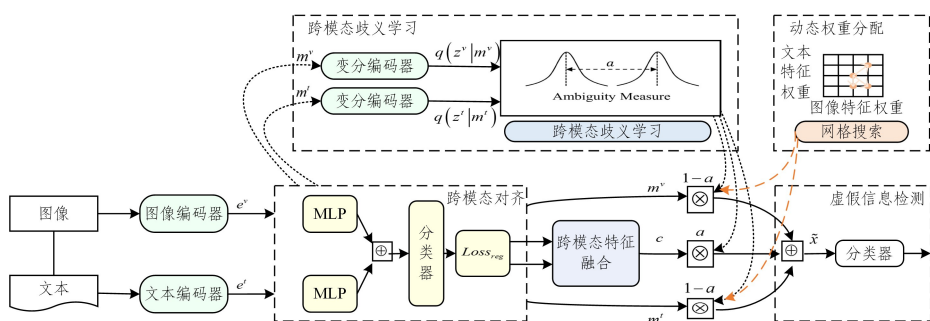 跨模态歧义学习
动态权重分配
m^v
变分编码器
q(z^v|m^v)
a
文本
特征
权重
m^t
变分编码器
q(z^t|m^t)
Ambiguity Measure
图像特征权重
跨模态歧义学习
网格搜索
图像
图像编码器
e^v
MLP
跨模态对齐
m^v
1-a
⊗
虚假信息检测
⊕
分类器
Loss_reg
跨模态特征
融合
c
a
⊗
⊕
x̃
分类器
文本
文本编码器
e^t
MLP
1-a
⊗
m^t